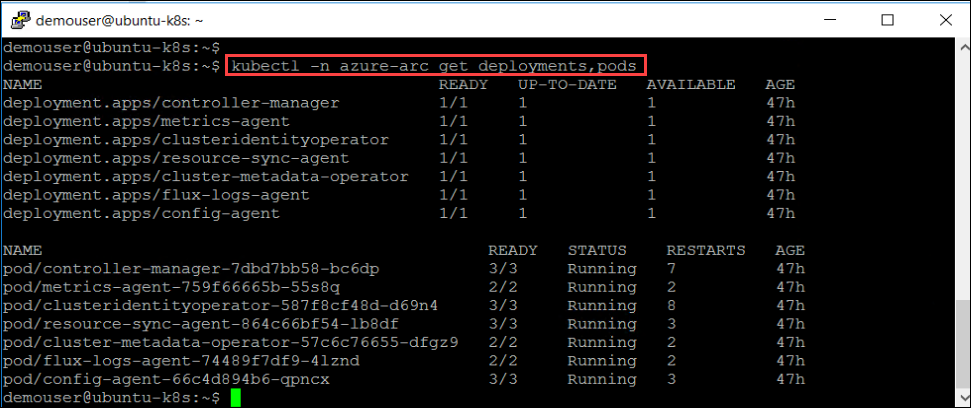 demouser@ubuntu-k8s: ~
demouser@ubuntu-k8s:~$
demouser@ubuntu-k8s:~$ kubectl -n azure-arc get deployments,pods
NAME READY UP-TO-DATE AVAILABLE AGE
deployment.apps/controller-manager 1/1 1 1 47h
deployment.apps/metrics-agent 1/1 1 1 47h
deployment.apps/clusteridentityoperator 1/1 1 1 47h
deployment.apps/resource-sync-agent 1/1 1 1 47h
deployment.apps/cluster-metadata-operator 1/1 1 1 47h
deployment.apps/flux-logs-agent 1/1 1 1 47h
deployment.apps/config-agent 1/1 1 1 47h
NAME READY STATUS RESTARTS AGE
pod/controller-manager-7dbd7bb58-bc6dp 3/3 Running 7 47h
pod/metrics-agent-759f66665b-55s8q 2/2 Running 2 47h
pod/clusteridentityoperator-587f8cf48d-d69n4 3/3 Running 8 47h
pod/resource-sync-agent-864c66bf54-lb8df 3/3 Running 3 47h
pod/cluster-metadata-operator-57c6c76655-dfgz9 2/2 Running 2 47h
pod/flux-logs-agent-74489f7df9-4lznd 2/2 Running 2 47h
pod/config-agent-66c4d894b6-qpncx 3/3 Running 3 47h
demouser@ubuntu-k8s:~$